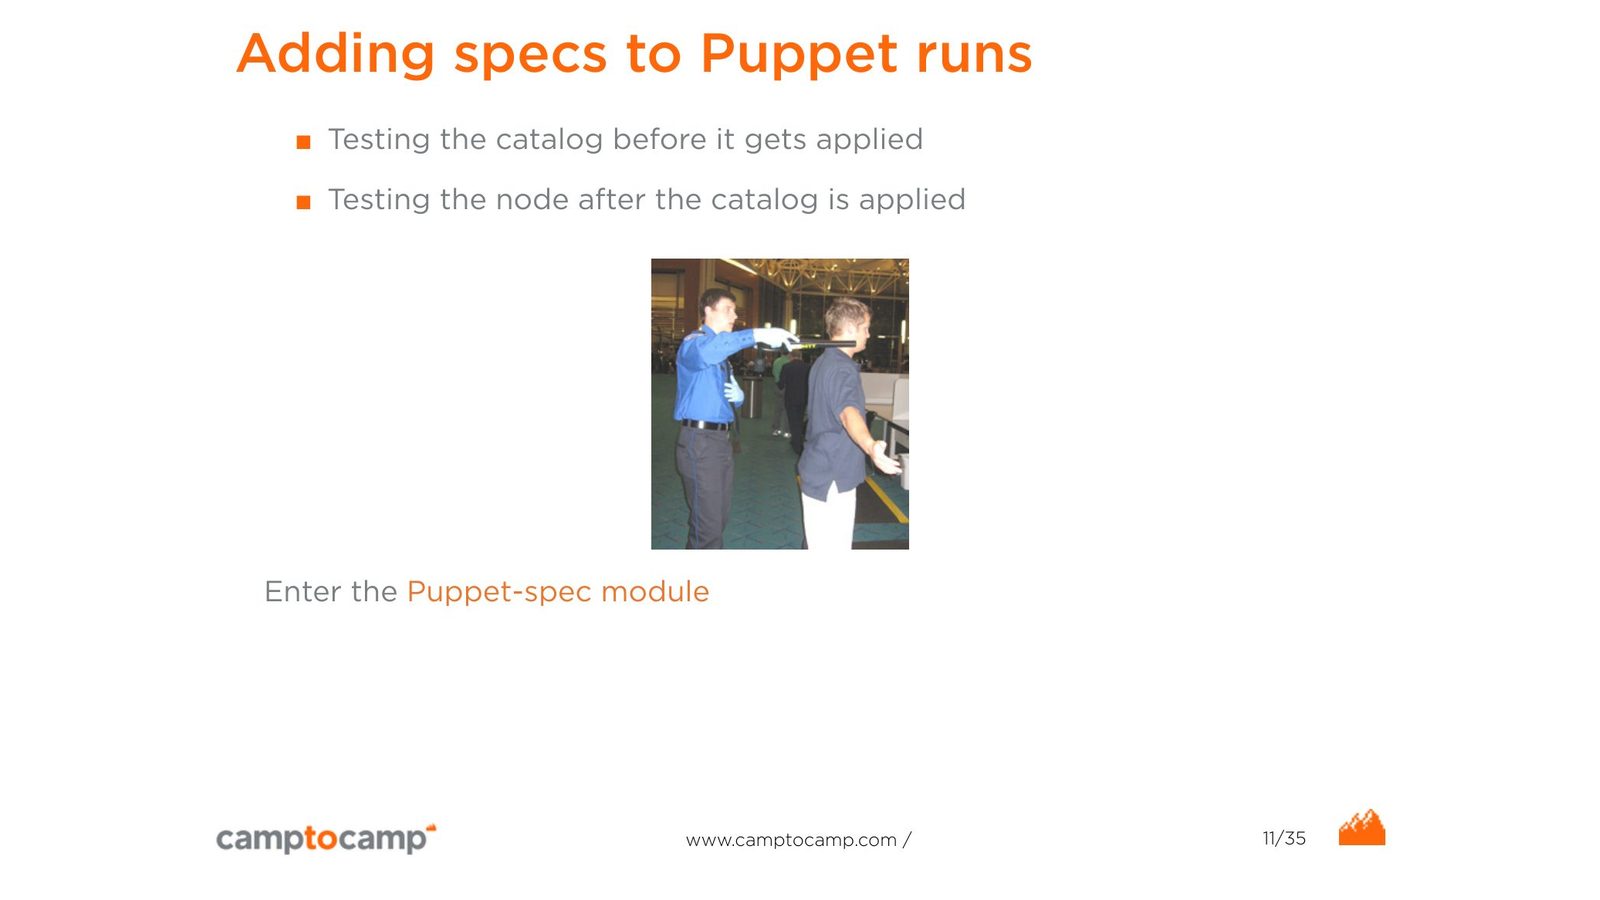 Adding specs to Puppet runs
Testing the catalog before it gets applied
Testing the node after the catalog is applied
Enter the Puppet-spec module
camptocamp
www.camptocamp.com /
11/35